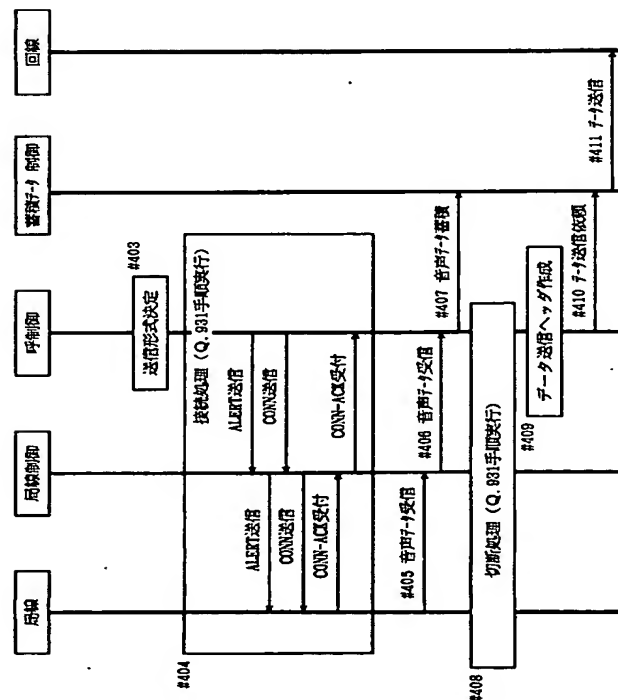 局線
局線制御
呼制御
蓄積データ制御
回線
#403
送信形式決定
#404
接続処理(Q.931手順実行)
ALERT送信
ALERT送信
CONN送信
CONN送信
CONN-ACK受付
CONN-ACK受付
#405 音声データ受信
#406 音声データ受信
#407 音声データ蓄積
#408
切断処理(Q.931手順実行)
#409
データ送信ヘッダ作成
#410 データ送信依頼
#411 データ送信